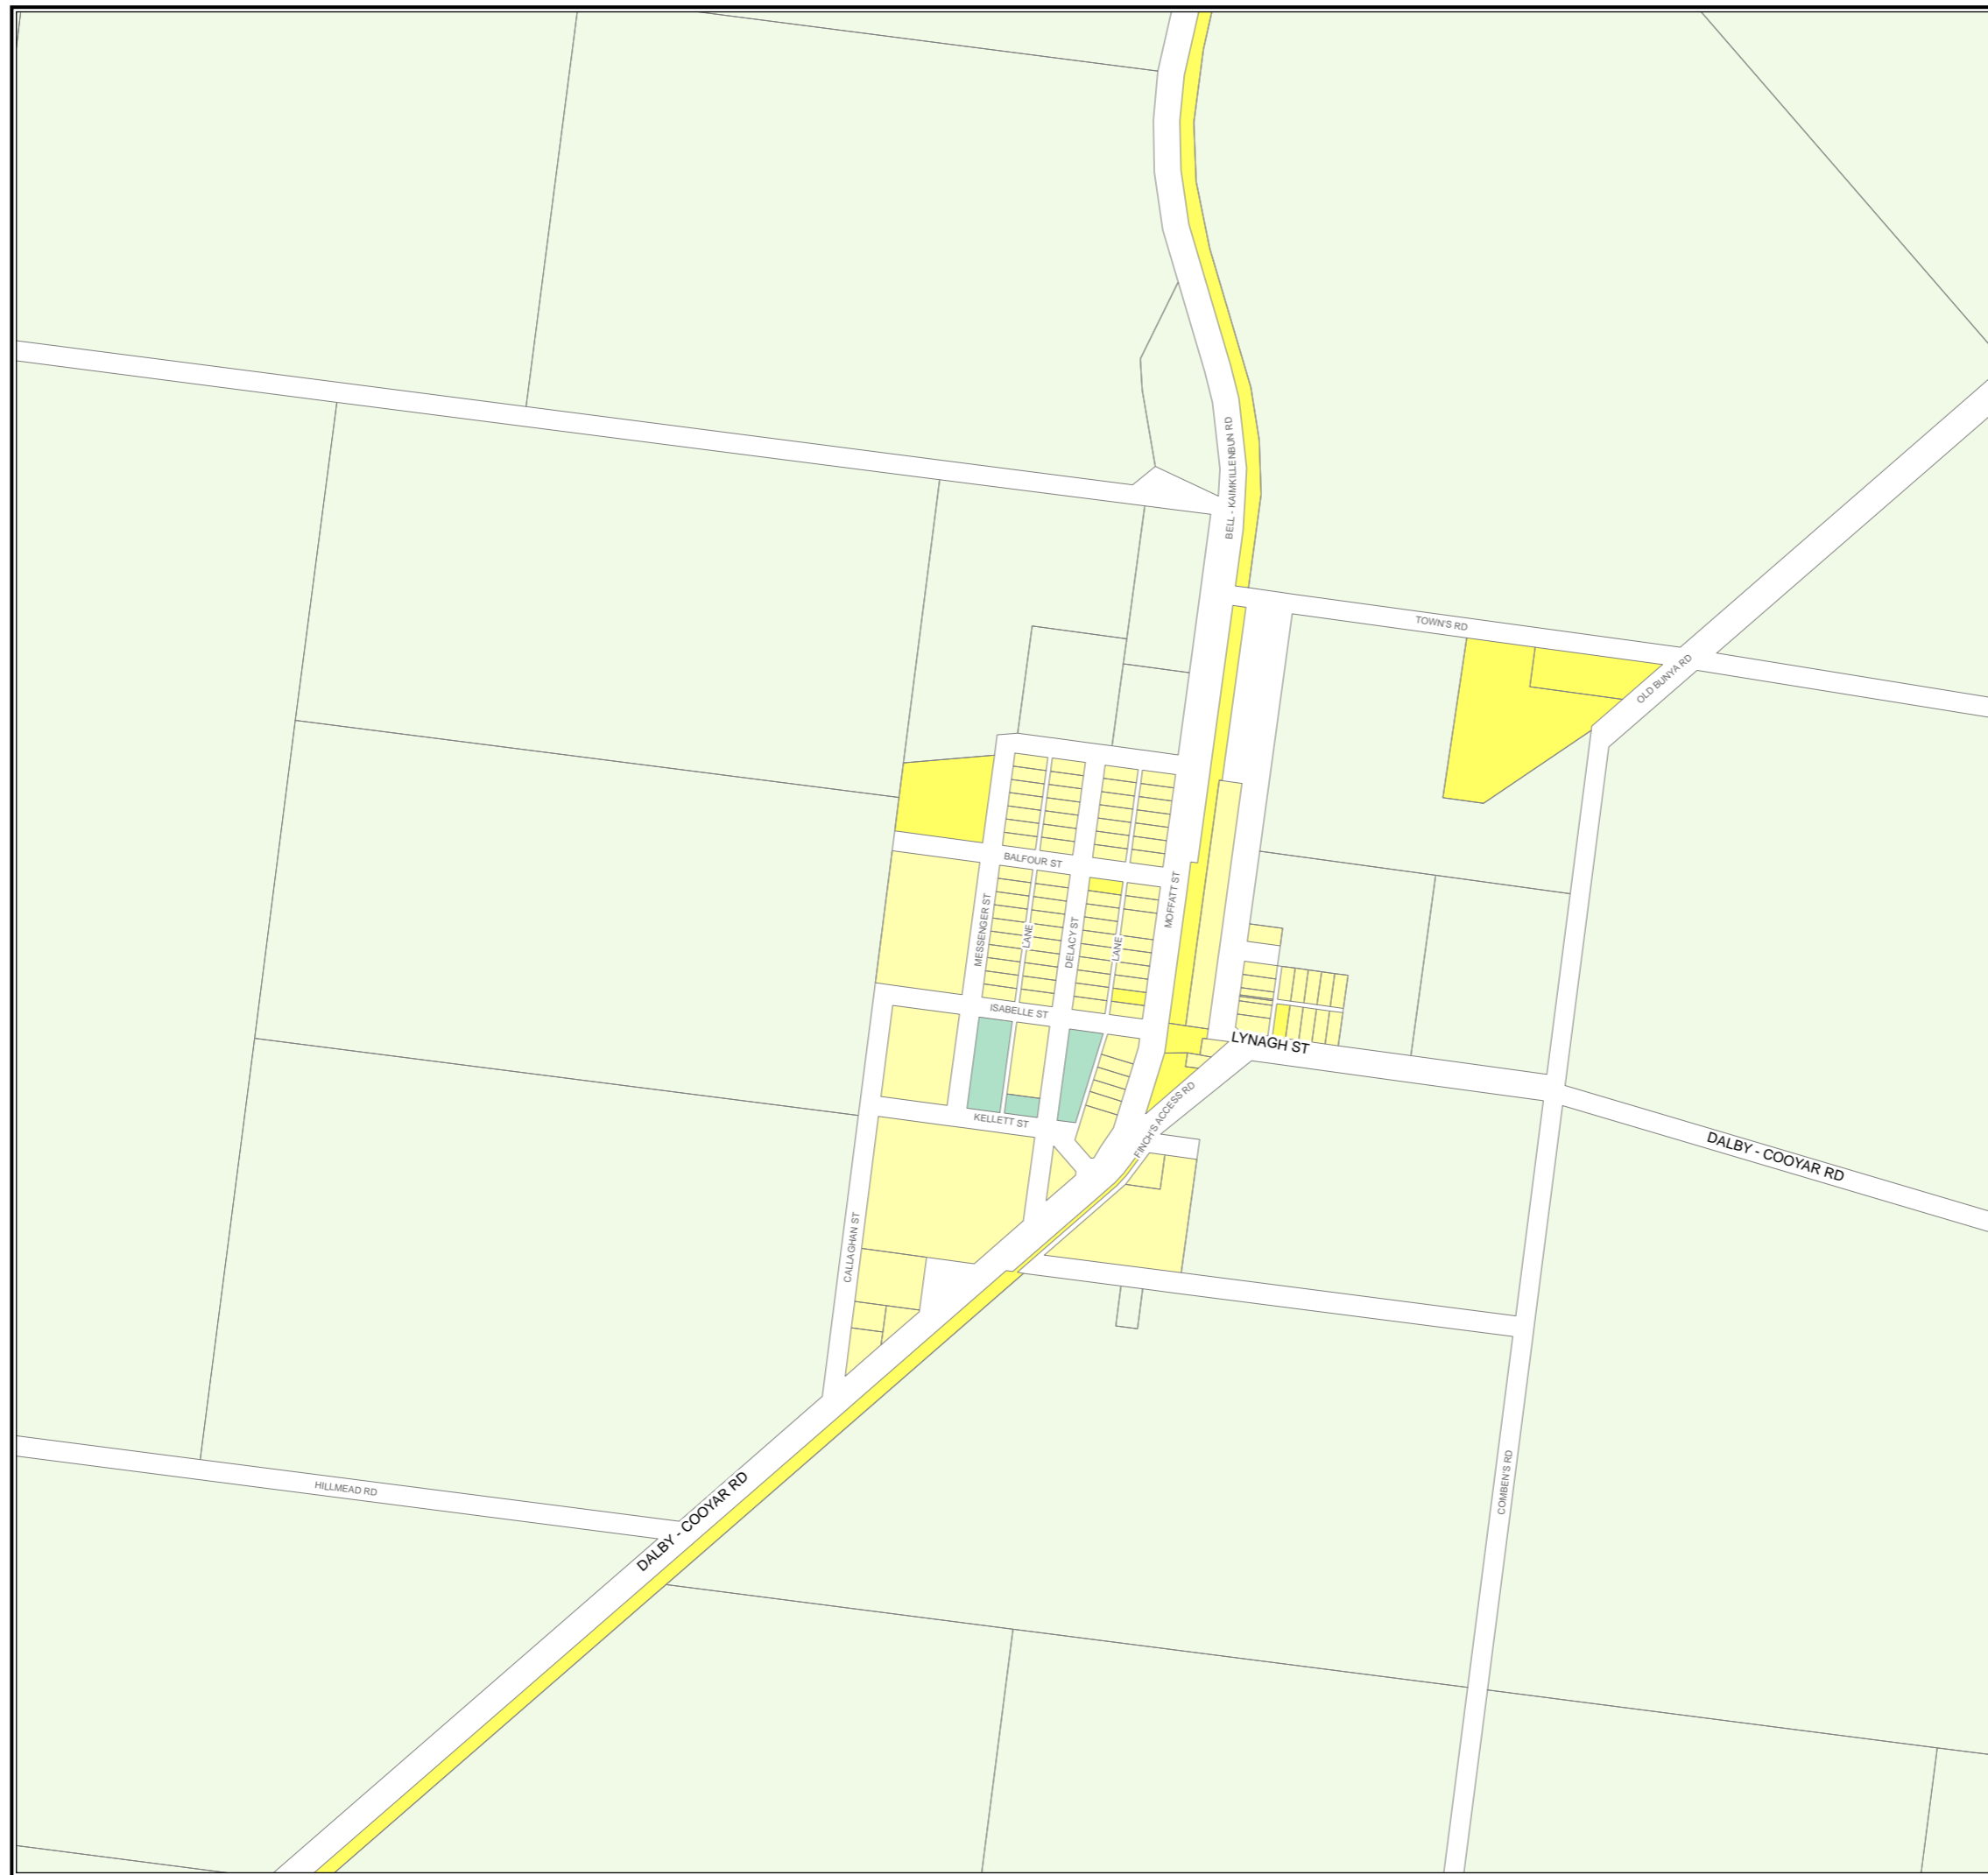 BELL - KAIMKILLENBUN RD
TOWN'S RD
OLD BUNYA RD
BALFOUR ST
MOFFATT ST
MESSENGER ST
LANE
DELACY ST
LANE
ISABELLE ST
LYNAGH ST
KELLETT ST
FINCH'S ACCESS RD
DALBY - COOYAR RD
CALLAGHAN ST
HILLMEAD RD
DALBY - COOYAR RD
COMBEN'S RD